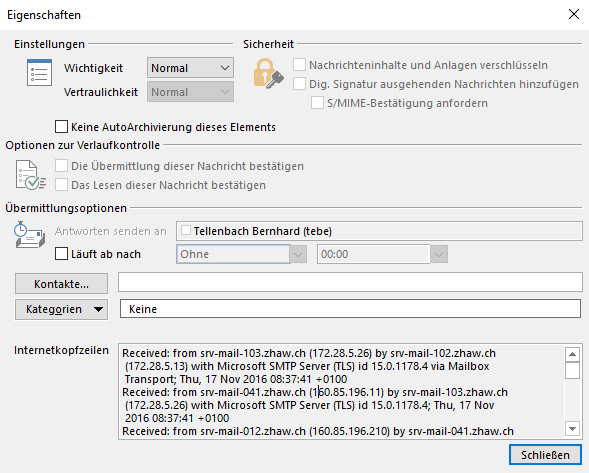 Eigenschaften
Einstellungen
Sicherheit
Wichtigkeit
Normal
Nachrichteninhalte und Anlagen verschlüsseln
Vertraulichkeit
Normal
Dig. Signatur ausgehenden Nachrichten hinzufügen
S/MIME-Bestätigung anfordern
Keine AutoArchivierung dieses Elements
Optionen zur Verlaufkontrolle
Die Übermittlung dieser Nachricht bestätigen
Das Lesen dieser Nachricht bestätigen
Übermittlungsoptionen
Antworten senden an
Tellenbach Bernhard (tebe)
Läuft ab nach
Ohne
00:00
Kontakte...
Kategorien
Keine
Internetkopfzeilen
Received: from srv-mail-103.zhaw.ch (172.28.5.26) by srv-mail-102.zhaw.ch
(172.28.5.13) with Microsoft SMTP Server (TLS) id 15.0.1178.4 via Mailbox
Transport; Thu, 17 Nov 2016 08:37:41 +0100
Received: from srv-mail-041.zhaw.ch (160.85.196.11) by srv-mail-103.zhaw.ch
(172.28.5.26) with Microsoft SMTP Server (TLS) id 15.0.1178.4; Thu, 17 Nov
2016 08:37:41 +0100
Received: from srv-mail-012.zhaw.ch (160.85.196.210) by srv-mail-041.zhaw.ch
Schließen